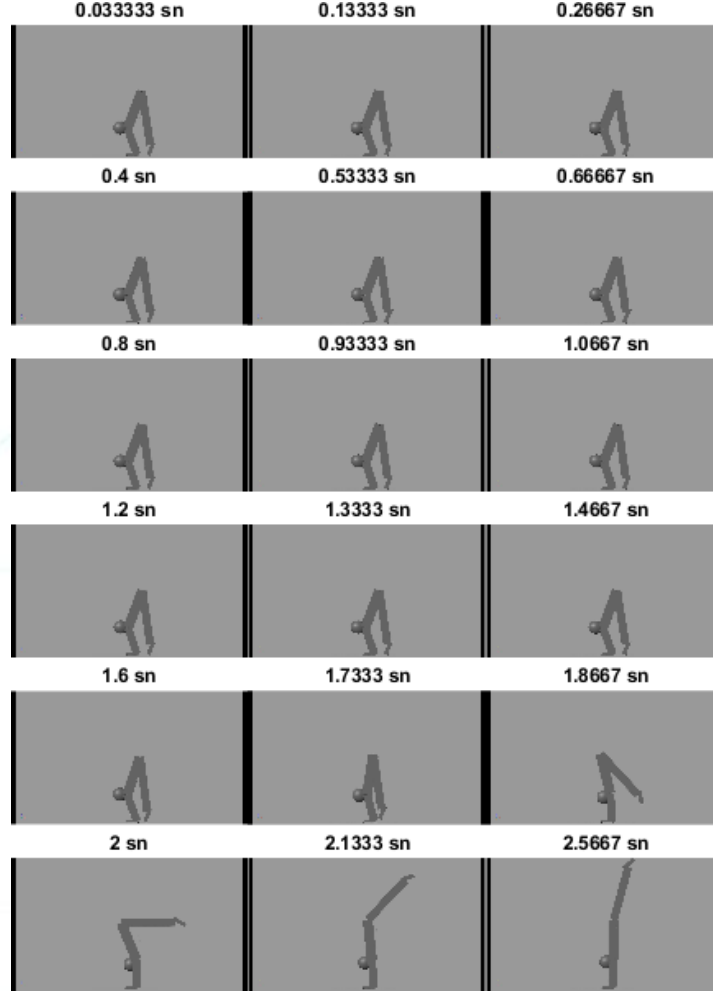 0.033333 sn 0.13333 sn 0.26667 sn
0.4 sn 0.53333 sn 0.66667 sn
0.8 sn 0.93333 sn 1.0667 sn
1.2 sn 1.3333 sn 1.4667 sn
1.6 sn 1.7333 sn 1.8667 sn
2 sn 2.1333 sn 2.5667 sn